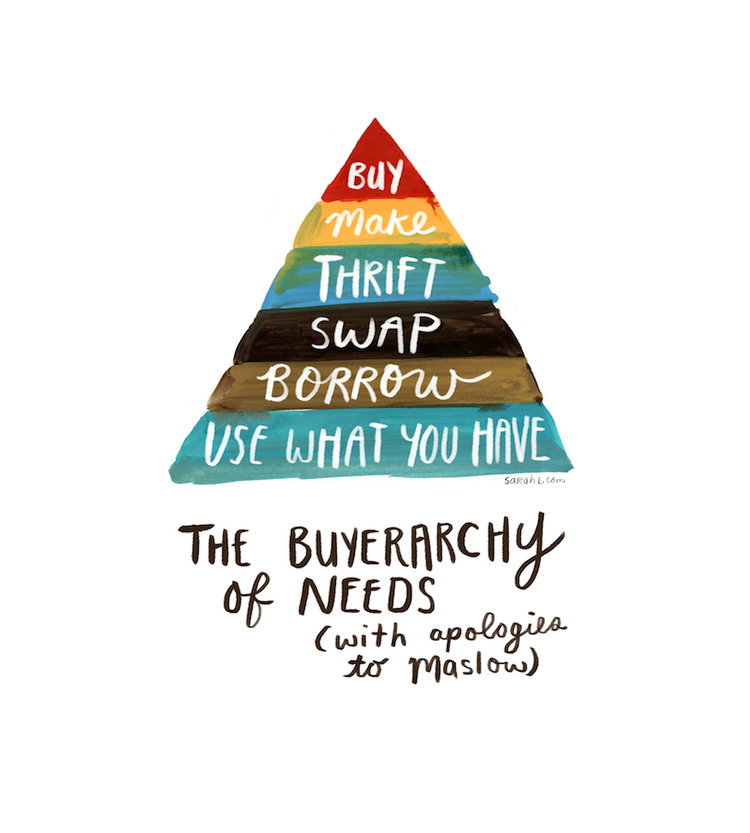 BUY
make
THRIFT
SWAP
BORROW
USE WHAT YOU HAVE
SARAHL.COM
THE BUYERARCHY
of NEEDS
(with apologies
to maslow)